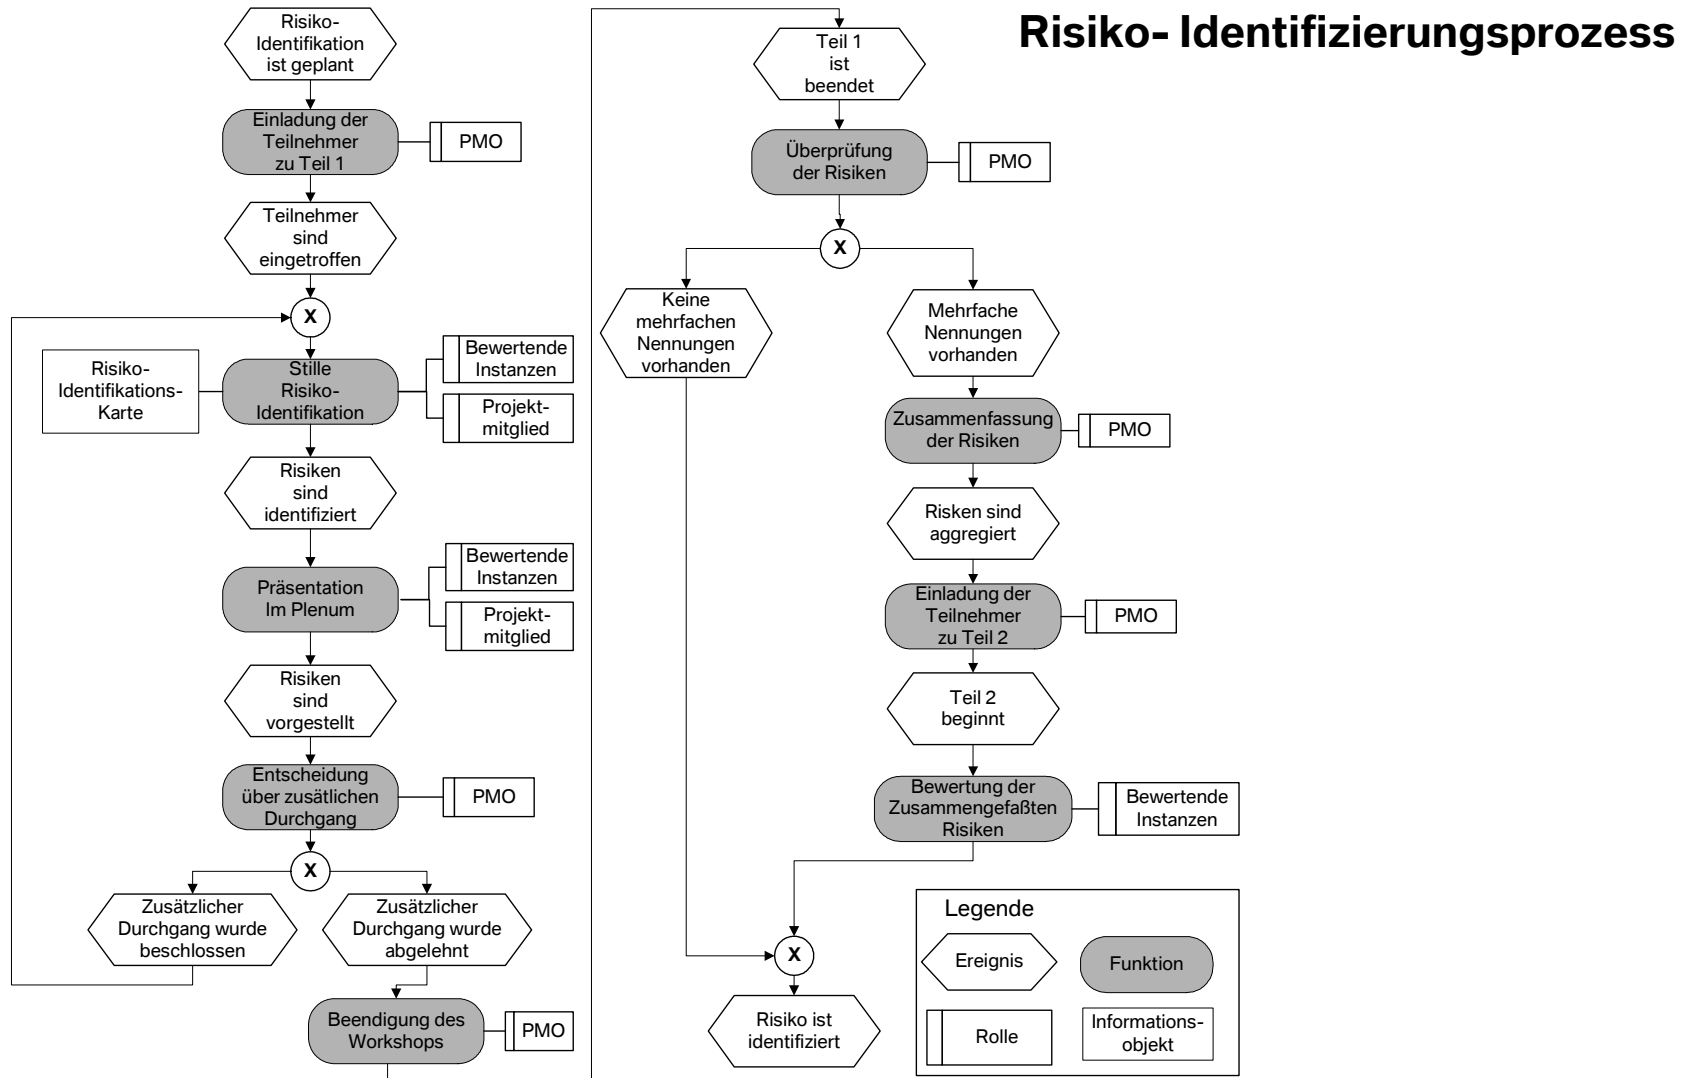 Risiko- Identifizierungsprozess
Risiko-
Identifikation
ist geplant
Einladung der
Teilnehmer
zu Teil 1
PMO
Teilnehmer
sind
eingetroffen
X
Risiko-
Identifikations-
Karte
Stille
Risiko-
Identifikation
Bewertende
Instanzen
Projekt-
mitglied
Risiken
sind
identifiziert
Präsentation
Im Plenum
Bewertende
Instanzen
Projekt-
mitglied
Risiken
sind
vorgestellt
Entscheidung
über zusätlichen
Durchgang
PMO
X
Zusätzlicher
Durchgang wurde
beschlossen
Zusätzlicher
Durchgang wurde
abgelehnt
Beendigung des
Workshops
PMO
Teil 1
ist
beendet
Überprüfung
der Risiken
PMO
X
Keine
mehrfachen
Nennungen
vorhanden
Mehrfache
Nennungen
vorhanden
Zusammenfassung
der Risiken
PMO
Risken sind
aggregiert
Einladung der
Teilnehmer
zu Teil 2
PMO
Teil 2
beginnt
Bewertung der
Zusammengefaßten
Risiken
Bewertende
Instanzen
X
Risiko ist
identifiziert
Legende
Ereignis
Funktion
Rolle
Informations-
objekt